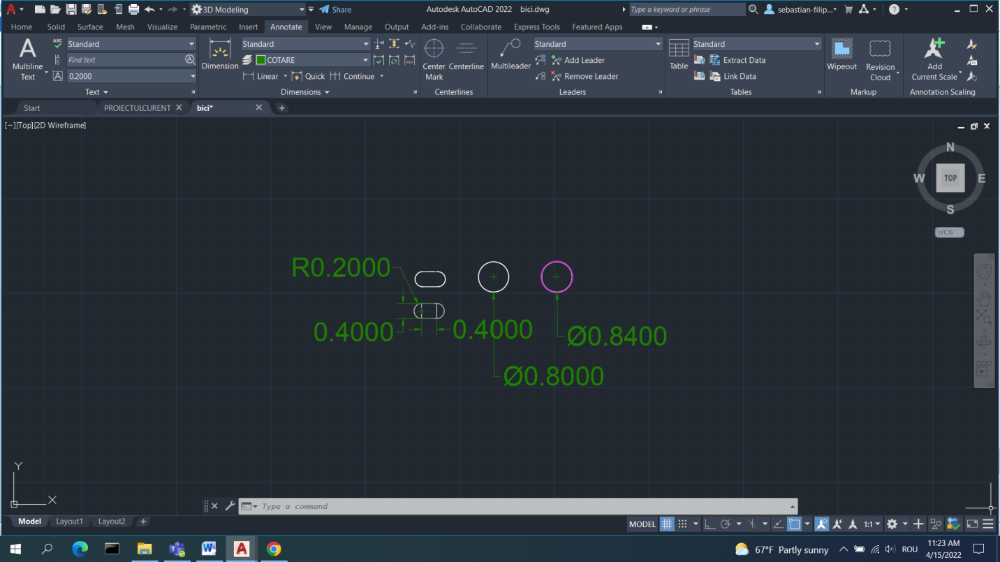 3D Modeling Share Autodesk AutoCAD 2022 bici.dwg Type a keyword or phrase sebastian-filip...
Home Solid Surface Mesh Visualize Parametric Insert Annotate View Manage Output Add-ins Collaborate Express Tools Featured Apps
A ABC Standard Standard Standard Standard
Find text COTARE Add Leader Extract Data
Multiline Text Dimension Center Mark Centerline Multileader Table Wipeout Revision Cloud Add Current Scale
A 0.2000 Linear Quick Continue Remove Leader Link Data
Text Dimensions Centerlines Leaders Tables Markup Annotation Scaling
Start PROIECTULCURENT bici*
[−][Top][2D Wireframe]
N
W TOP E
S
WCS
R0.2000
0.4000 0.4000 Ø0.8400
Ø0.8000
Y
X
Type a command
Model Layout1 Layout2 MODEL 1:1
67°F Partly sunny ROU 11:23 AM
4/15/2022